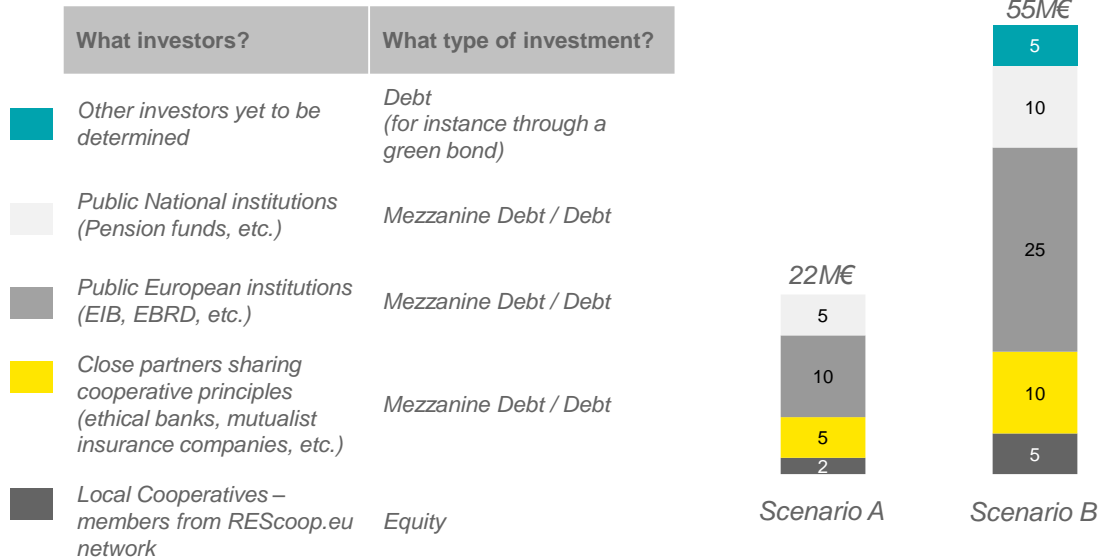 What investors?
What type of investment?
Other investors yet to be
determined
Debt
(for instance through a
green bond)
Public National institutions
(Pension funds, etc.)
Mezzanine Debt / Debt
Public European institutions
(EIB, EBRD, etc.)
Mezzanine Debt / Debt
Close partners sharing
cooperative principles
(ethical banks, mutualist
insurance companies, etc.)
Mezzanine Debt / Debt
Local Cooperatives –
members from REScoop.eu
network
Equity
22M€
5
10
5
2
Scenario A
55M€
5
10
25
10
5
Scenario B